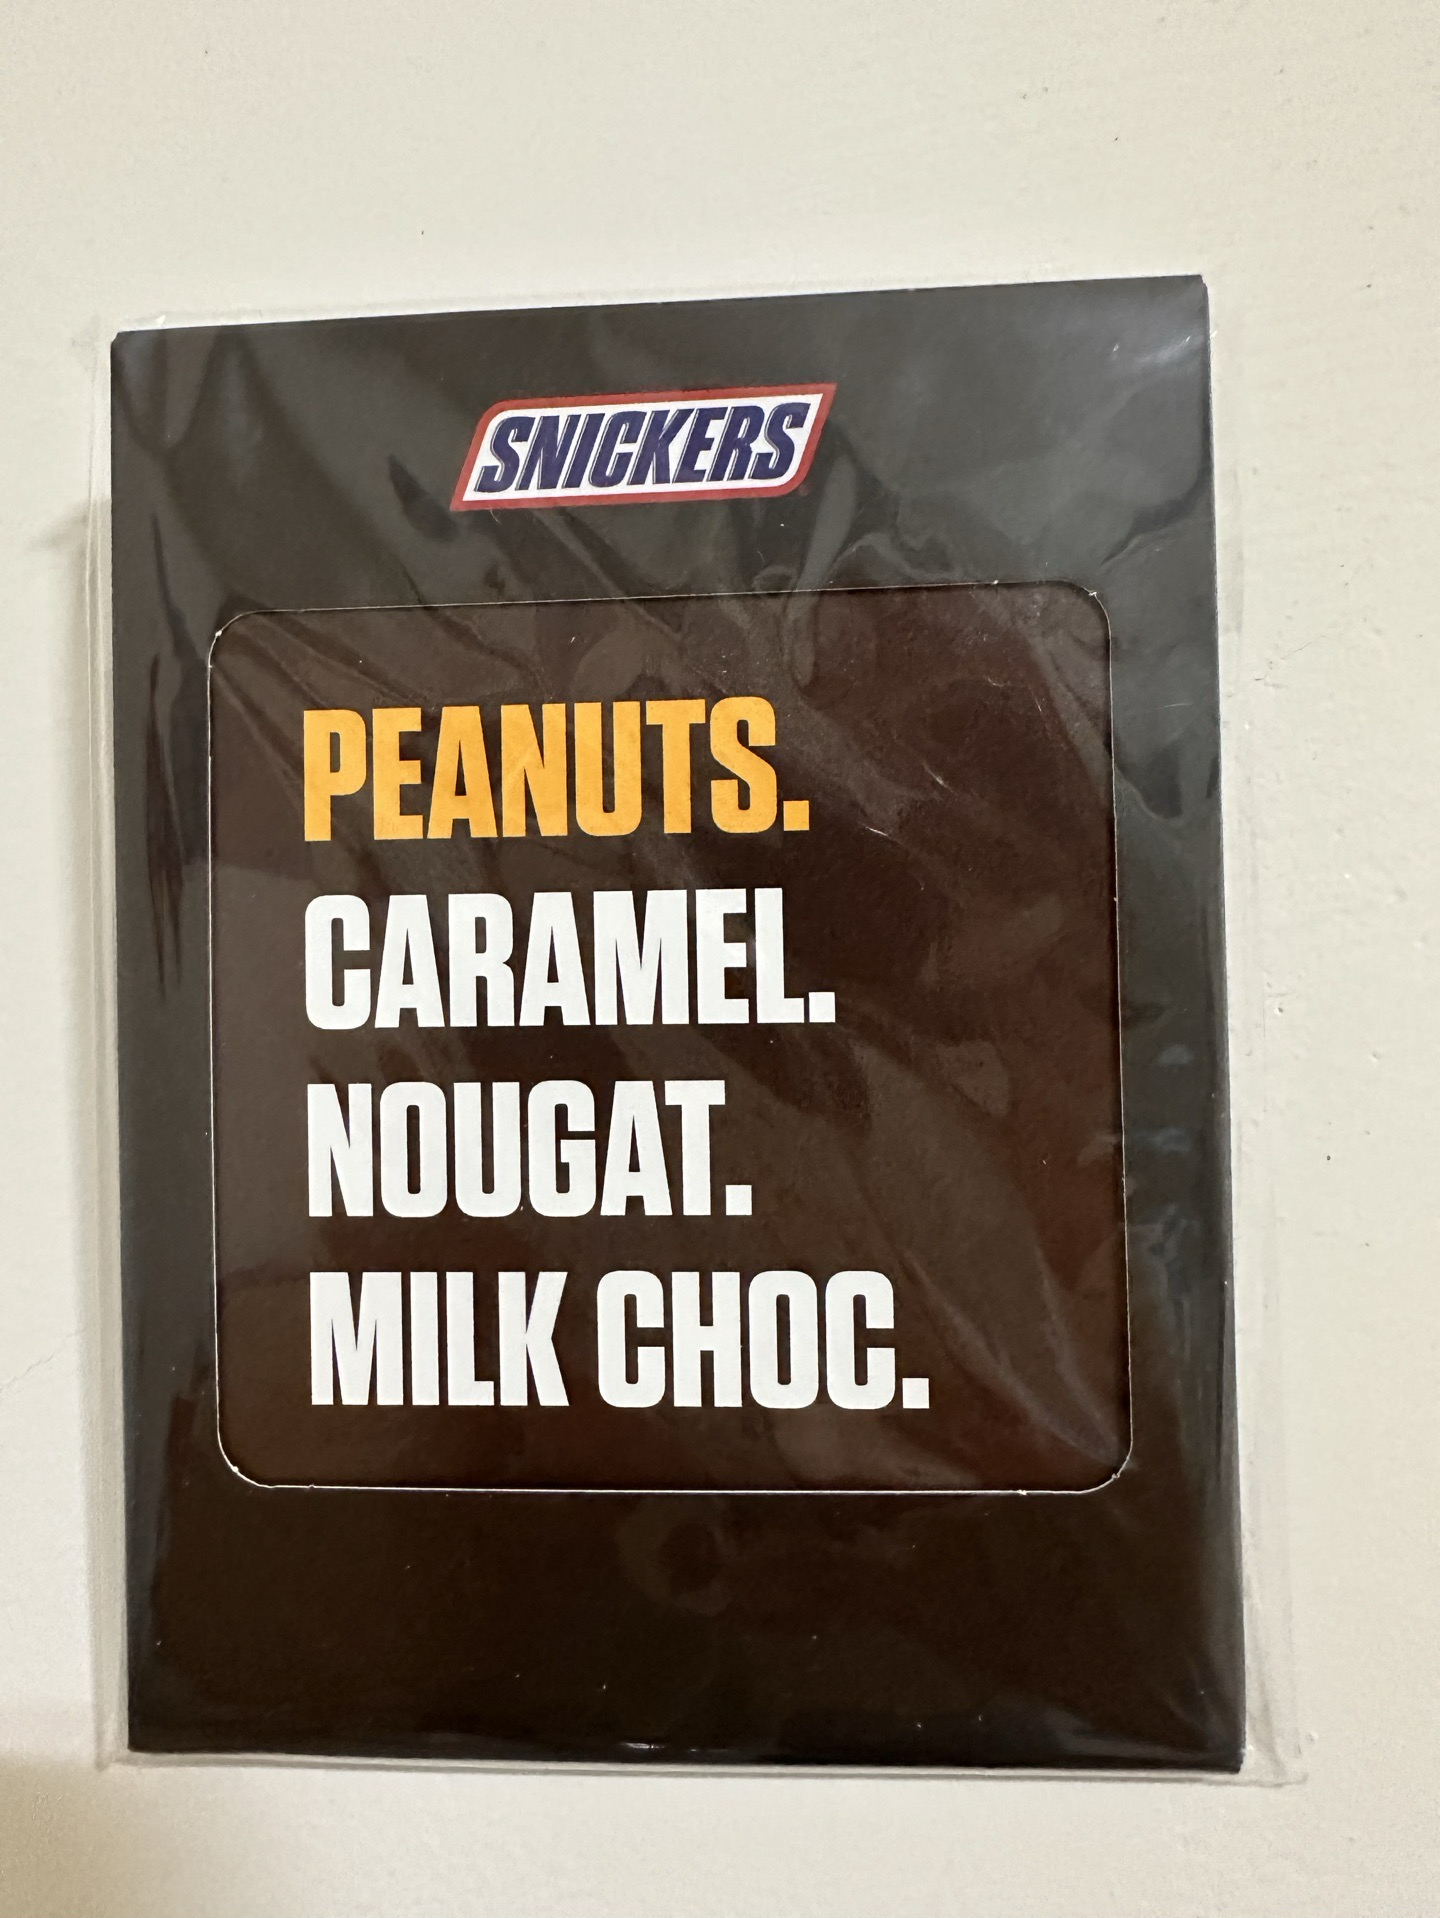 SNICKERS
PEANUTS.
CARAMEL.
NOUGAT.
MILK CHOC.